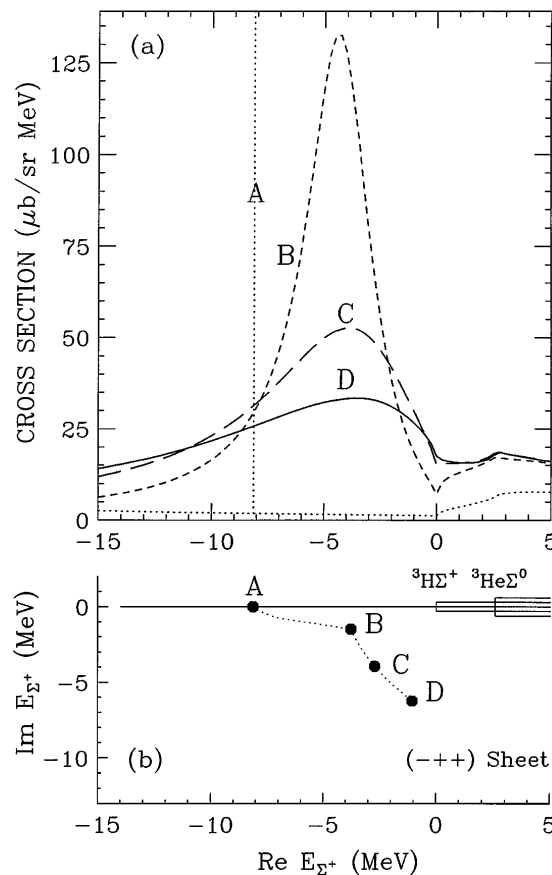 (a)
125
100
75
50
25
0
CROSS SECTION (μb/sr MeV)
A
B
C
D
−15
−10
−5
0
5
³HΣ⁺ ³HeΣ⁰
A
B
C
D
0
−5
−10
Im E_Σ⁺ (MeV)
(b)
(−++) Sheet
−15
−10
−5
0
5
Re E_Σ⁺ (MeV)